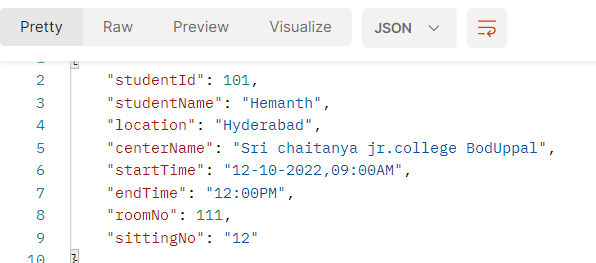 Pretty Raw Preview Visualize JSON
1 {
2 "studentId": 101,
3 "studentName": "Hemanth",
4 "location": "Hyderabad",
5 "centerName": "Sri chaitanya jr.college BodUppal",
6 "startTime": "12-10-2022,09:00AM",
7 "endTime": "12:00PM",
8 "roomNo": 111,
9 "sittingNo": "12"
10 }